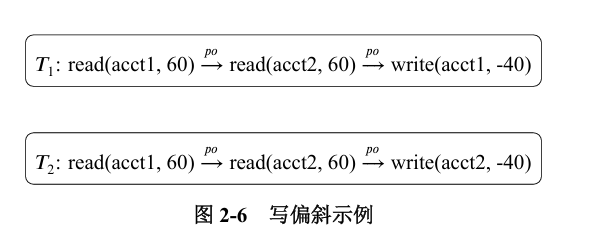 T₁: read(acct1, 60) —po→ read(acct2, 60) —po→ write(acct1, -40)
T₂: read(acct1, 60) —po→ read(acct2, 60) —po→ write(acct2, -40)
图 2-6 写偏斜示例